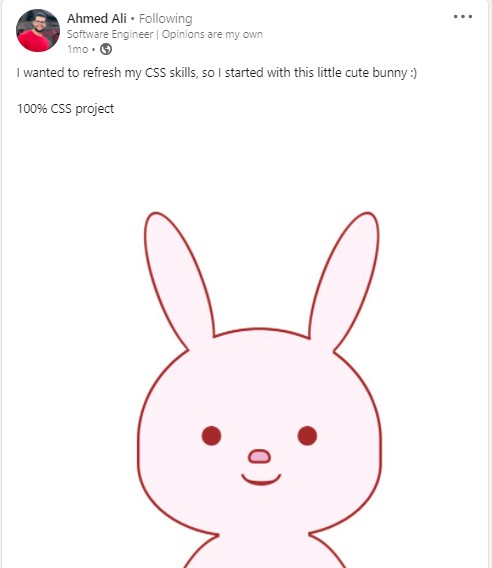 Ahmed Ali • Following
Software Engineer | Opinions are my own
1mo •
I wanted to refresh my CSS skills, so I started with this little cute bunny :)
100% CSS project